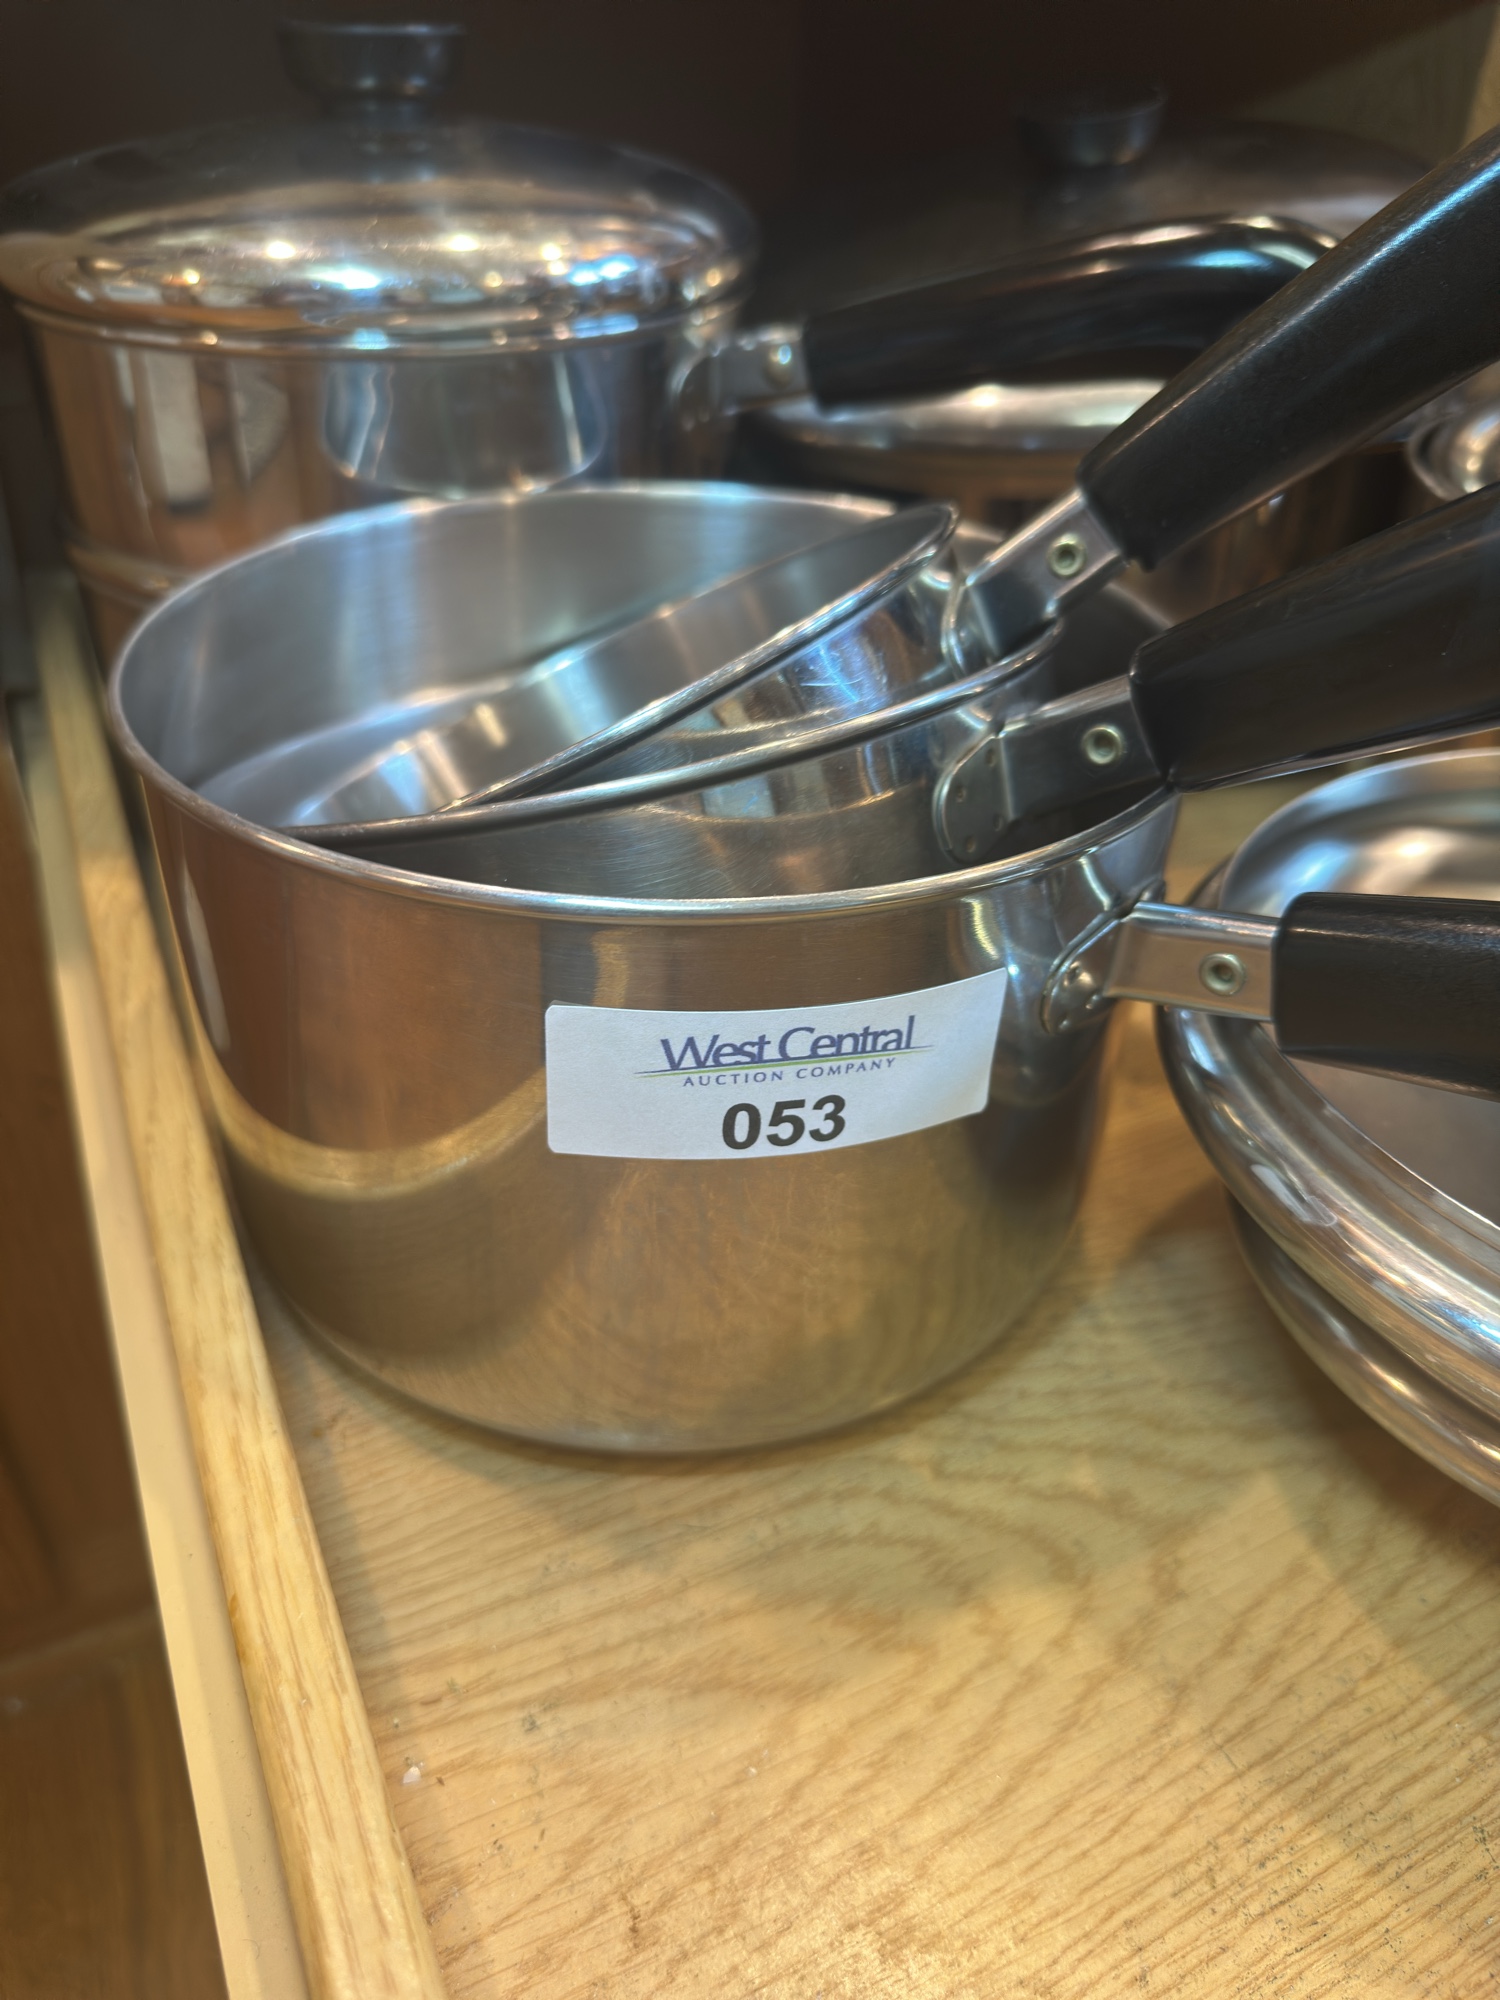 West Central
AUCTION COMPANY
053